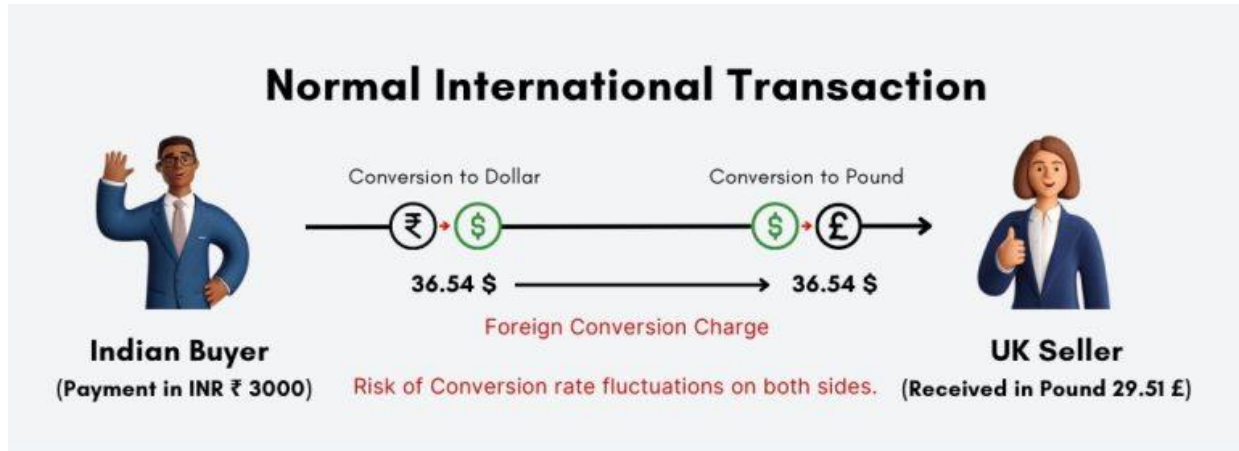 Normal International Transaction
Conversion to Dollar
Conversion to Pound
₹ $
$ £
36.54 $
36.54 $
Foreign Conversion Charge
Indian Buyer
(Payment in INR ₹ 3000)
Risk of Conversion rate fluctuations on both sides.
UK Seller
(Received in Pound 29.51 £)